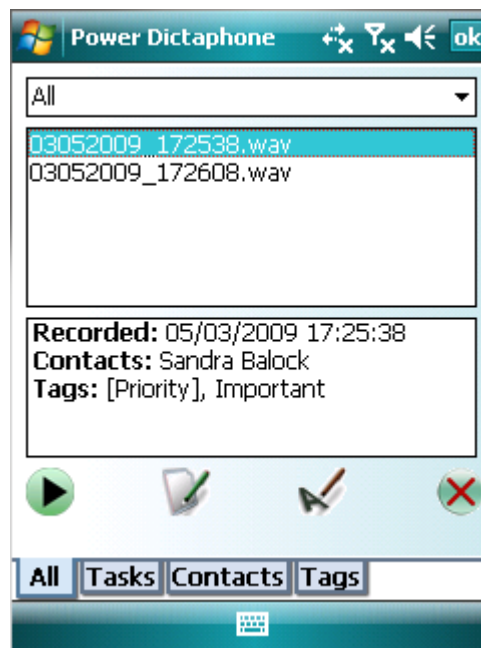 Power Dictaphone ok
All
03052009_172538.wav
03052009_172608.wav
Recorded: 05/03/2009 17:25:38
Contacts: Sandra Balock
Tags: [Priority], Important
All Tasks Contacts Tags